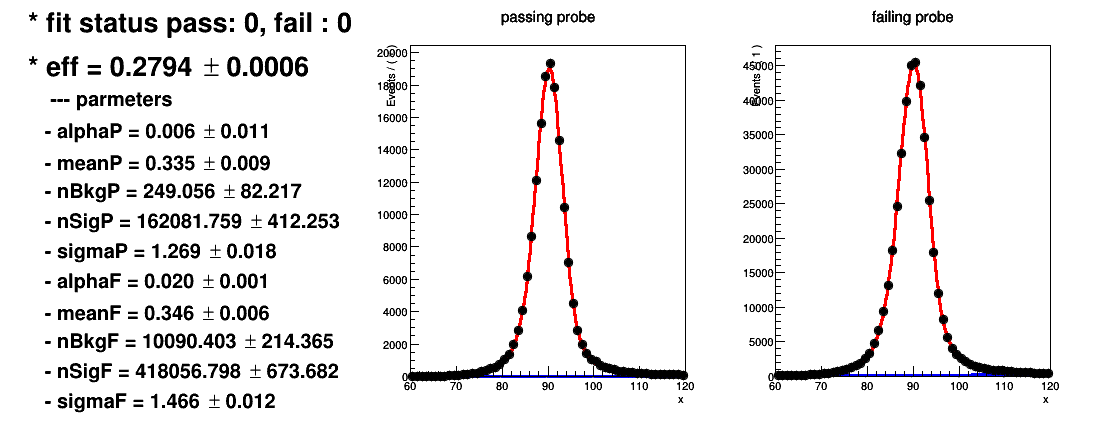 * fit status pass: 0, fail : 0
* eff = 0.2794 ± 0.0006
--- parmeters
- alphaP = 0.006 ± 0.011
- meanP = 0.335 ± 0.009
- nBkgP = 249.056 ± 82.217
- nSigP = 162081.759 ± 412.253
- sigmaP = 1.269 ± 0.018
- alphaF = 0.020 ± 0.001
- meanF = 0.346 ± 0.006
- nBkgF = 10090.403 ± 214.365
- nSigF = 418056.798 ± 673.682
- sigmaF = 1.466 ± 0.012
passing probe
Events / (
20000
18000
16000
14000
12000
10000
8000
6000
4000
2000
0
60 70 80 90 100 110 120
x
failing probe
Events / ( 1 )
45000
40000
35000
30000
25000
20000
15000
10000
5000
0
60 70 80 90 100 110 120
x